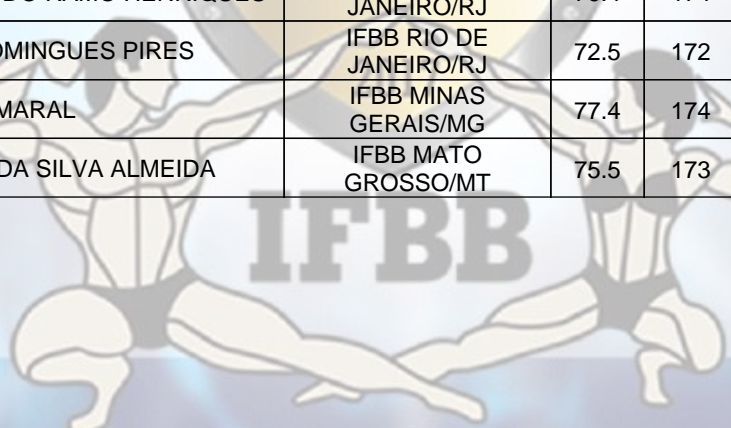 JANEIRO/RJ
OMINGUES PIRES
IFBB RIO DE
JANEIRO/RJ
72.5
172
MARAL
IFBB MINAS
GERAIS/MG
77.4
174
DA SILVA ALMEIDA
IFBB MATO
GROSSO/MT
75.5
173
IFBB